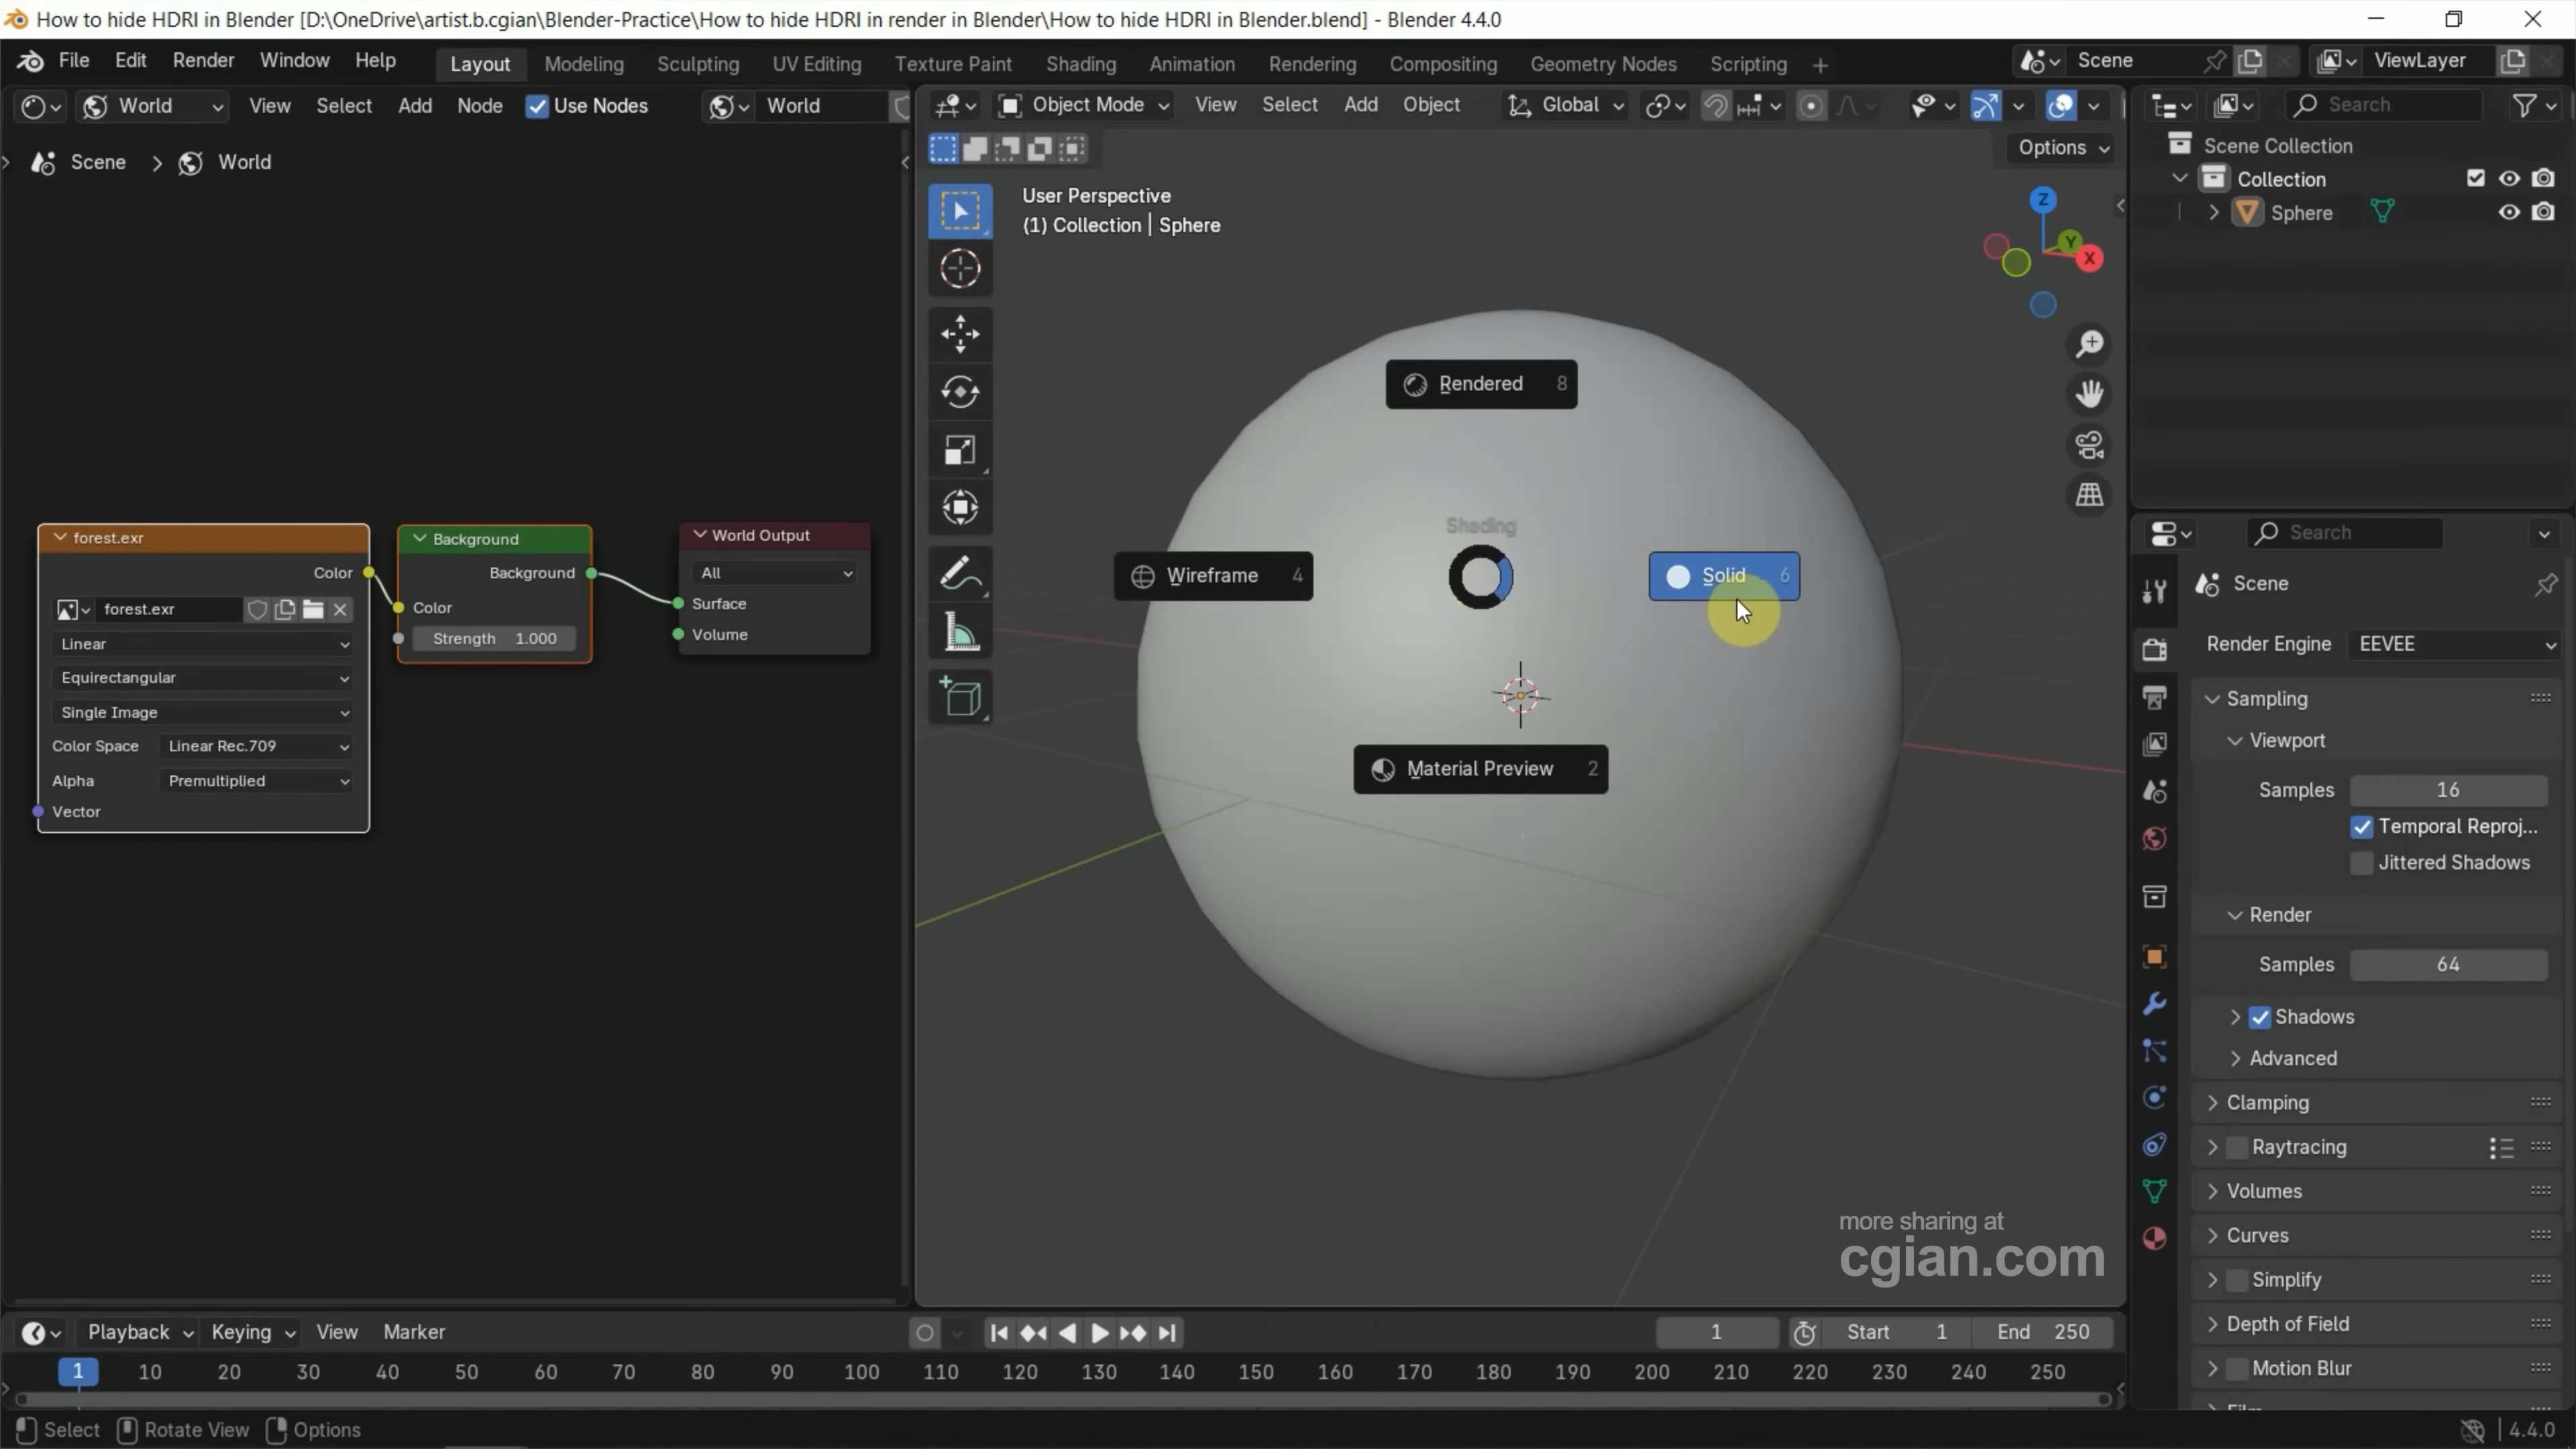 How to hide HDRI in Blender [D:\OneDrive\artist.b.cgian\Blender-Practice\How to hide HDRI in render in Blender\How to hide HDRI in Blender.blend] - Blender 4.4.0
File Edit Render Window Help Layout Modeling Sculpting UV Editing Texture Paint Shading Animation Rendering Compositing Geometry Nodes Scripting + Scene ViewLayer
World View Select Add Node Use Nodes World
Object Mode View Select Add Object Global
Search
Options
Scene > World
User Perspective
(1) Collection | Sphere
Z
Y
X
Scene Collection
Collection
Sphere
Rendered 8
Shading
Wireframe 4
Solid 6
Material Preview 2
forest.exr
Color
forest.exr
Linear
Equirectangular
Single Image
Color Space Linear Rec.709
Alpha Premultiplied
Vector
Background
Background
Color
Strength 1.000
World Output
All
Surface
Volume
Search
Scene
Render Engine EEVEE
Sampling
Viewport
Samples 16
Temporal Reproj...
Jittered Shadows
Render
Samples 64
Shadows
Advanced
Clamping
Raytracing
Volumes
Curves
Simplify
Depth of Field
Motion Blur
more sharing at
cgian.com
Playback Keying View Marker 1 Start 1 End 250
1 10 20 30 40 50 60 70 80 90 100 110 120 130 140 150 160 170 180 190 200 210 220 230 240 250
Select Rotate View Options 4.4.0